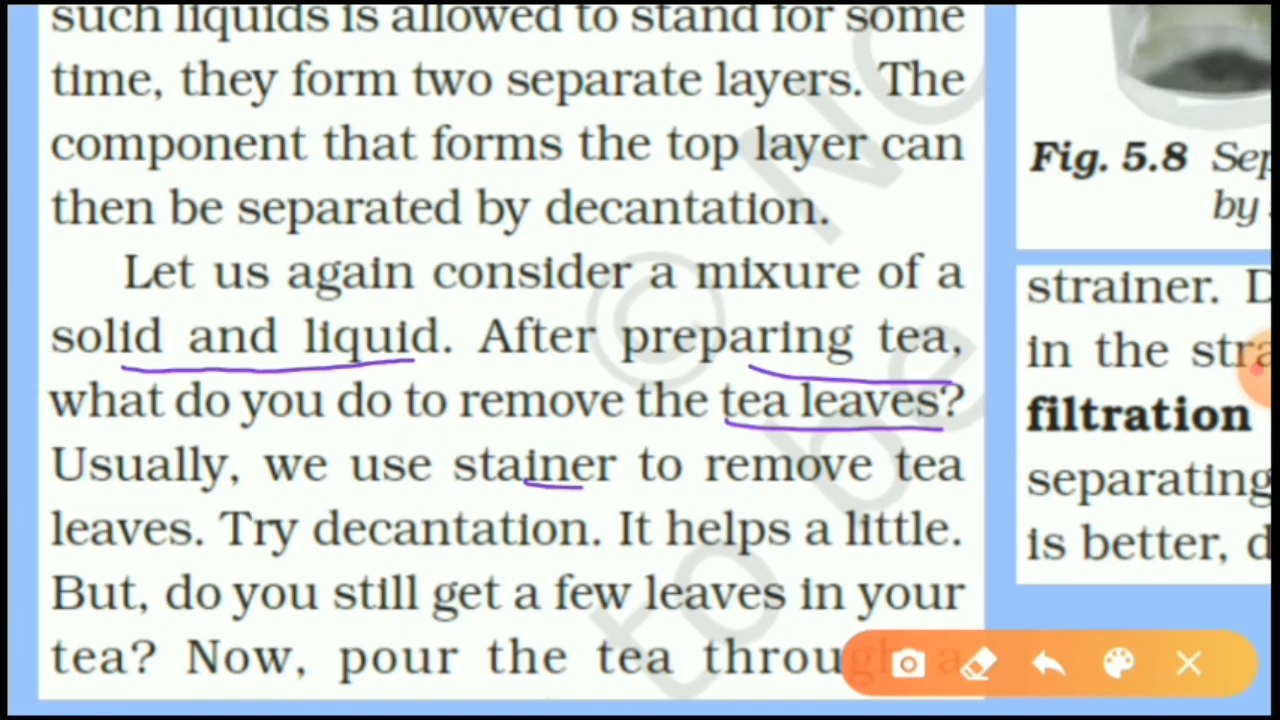 such liquids is allowed to stand for some
time, they form two separate layers. The
component that forms the top layer can
then be separated by decantation.
Let us again consider a mixure of a
solid and liquid. After preparing tea,
what do you do to remove the tea leaves?
Usually, we use stainer to remove tea
leaves. Try decantation. It helps a little.
But, do you still get a few leaves in your
tea? Now, pour the tea through a
Fig. 5.8 Sep
by
strainer. D
in the stra
filtration
separating
is better, d
© NC
to be